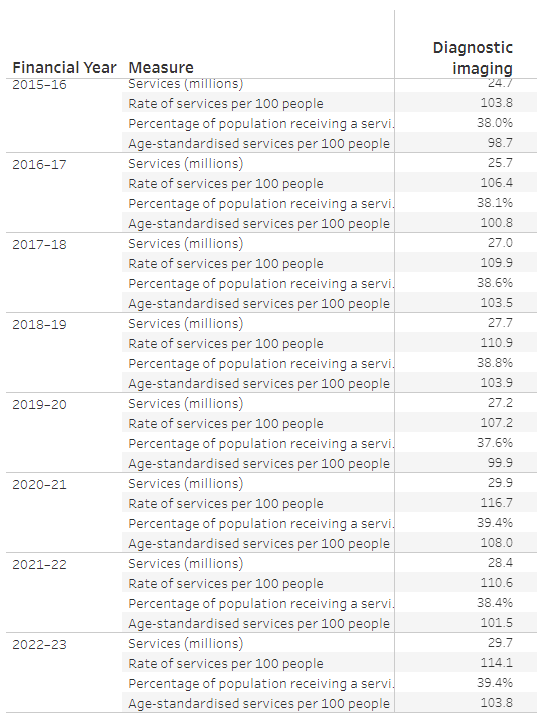 Diagnostic
Financial Year Measure imaging
2015–16 Services (millions) 24.7
Rate of services per 100 people 103.8
Percentage of population receiving a servi. 38.0%
Age-standardised services per 100 people 98.7
2016–17 Services (millions) 25.7
Rate of services per 100 people 106.4
Percentage of population receiving a servi. 38.1%
Age-standardised services per 100 people 100.8
2017–18 Services (millions) 27.0
Rate of services per 100 people 109.9
Percentage of population receiving a servi. 38.6%
Age-standardised services per 100 people 103.5
2018–19 Services (millions) 27.7
Rate of services per 100 people 110.9
Percentage of population receiving a servi. 38.8%
Age-standardised services per 100 people 103.9
2019–20 Services (millions) 27.2
Rate of services per 100 people 107.2
Percentage of population receiving a servi. 37.6%
Age-standardised services per 100 people 99.9
2020–21 Services (millions) 29.9
Rate of services per 100 people 116.7
Percentage of population receiving a servi. 39.4%
Age-standardised services per 100 people 108.0
2021–22 Services (millions) 28.4
Rate of services per 100 people 110.6
Percentage of population receiving a servi. 38.4%
Age-standardised services per 100 people 101.5
2022–23 Services (millions) 29.7
Rate of services per 100 people 114.1
Percentage of population receiving a servi. 39.4%
Age-standardised services per 100 people 103.8